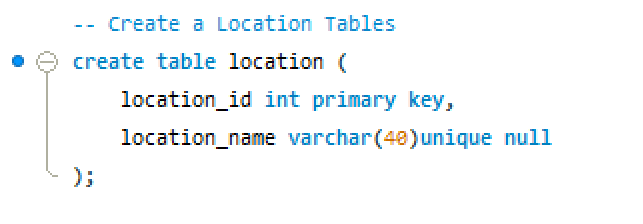 -- Create a Location Tables
create table location (
location_id int primary key,
location_name varchar(40)unique null
);